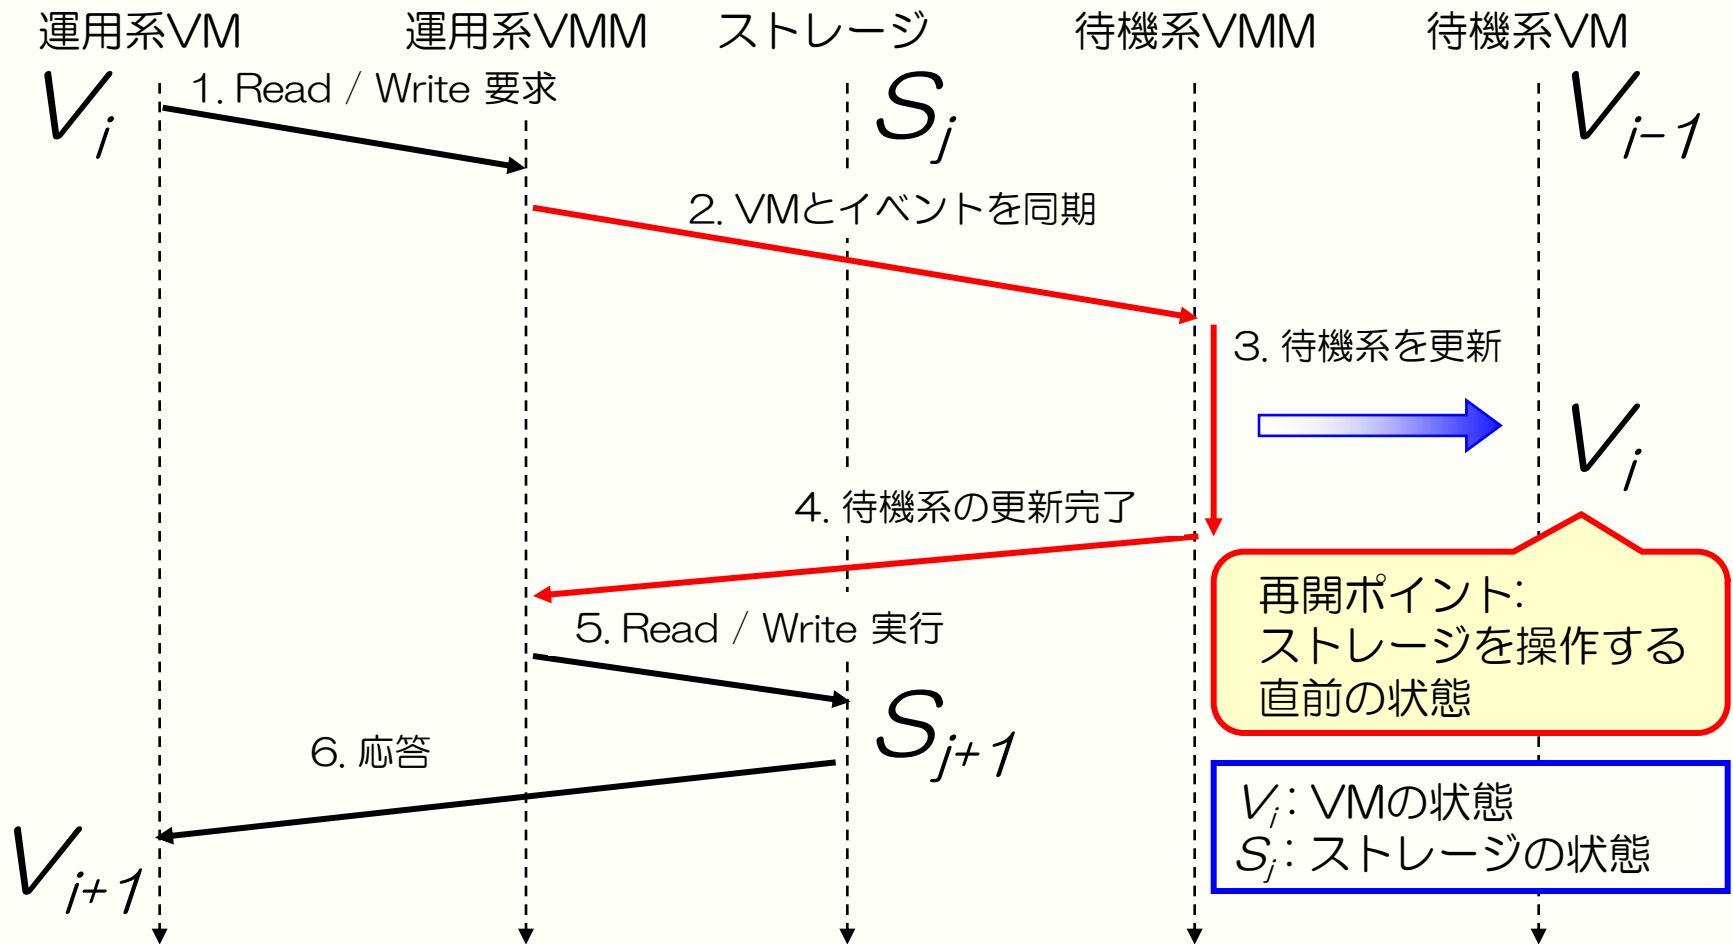 運用系VM 運用系VMM ストレージ 待機系VMM 待機系VM
Vi Sj Vi-1
1. Read / Write 要求
2. VMとイベントを同期
3. 待機系を更新
Vi
4. 待機系の更新完了
再開ポイント:
ストレージを操作する
直前の状態
5. Read / Write 実行
Sj+1
6. 応答
Vi+1
Vi：VMの状態
Sj：ストレージの状態